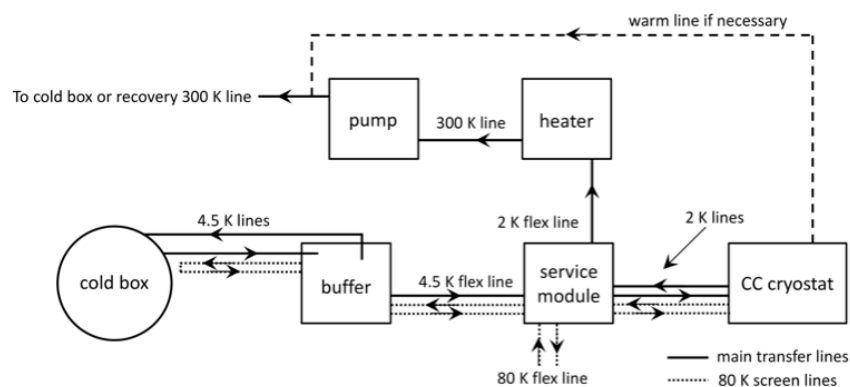 warm line if necessary
To cold box or recovery 300 K line
pump
300 K line
heater
4.5 K lines
2 K flex line
2 K lines
cold box
buffer
4.5 K flex line
service
module
CC cryostat
80 K flex line
main transfer lines
80 K screen lines